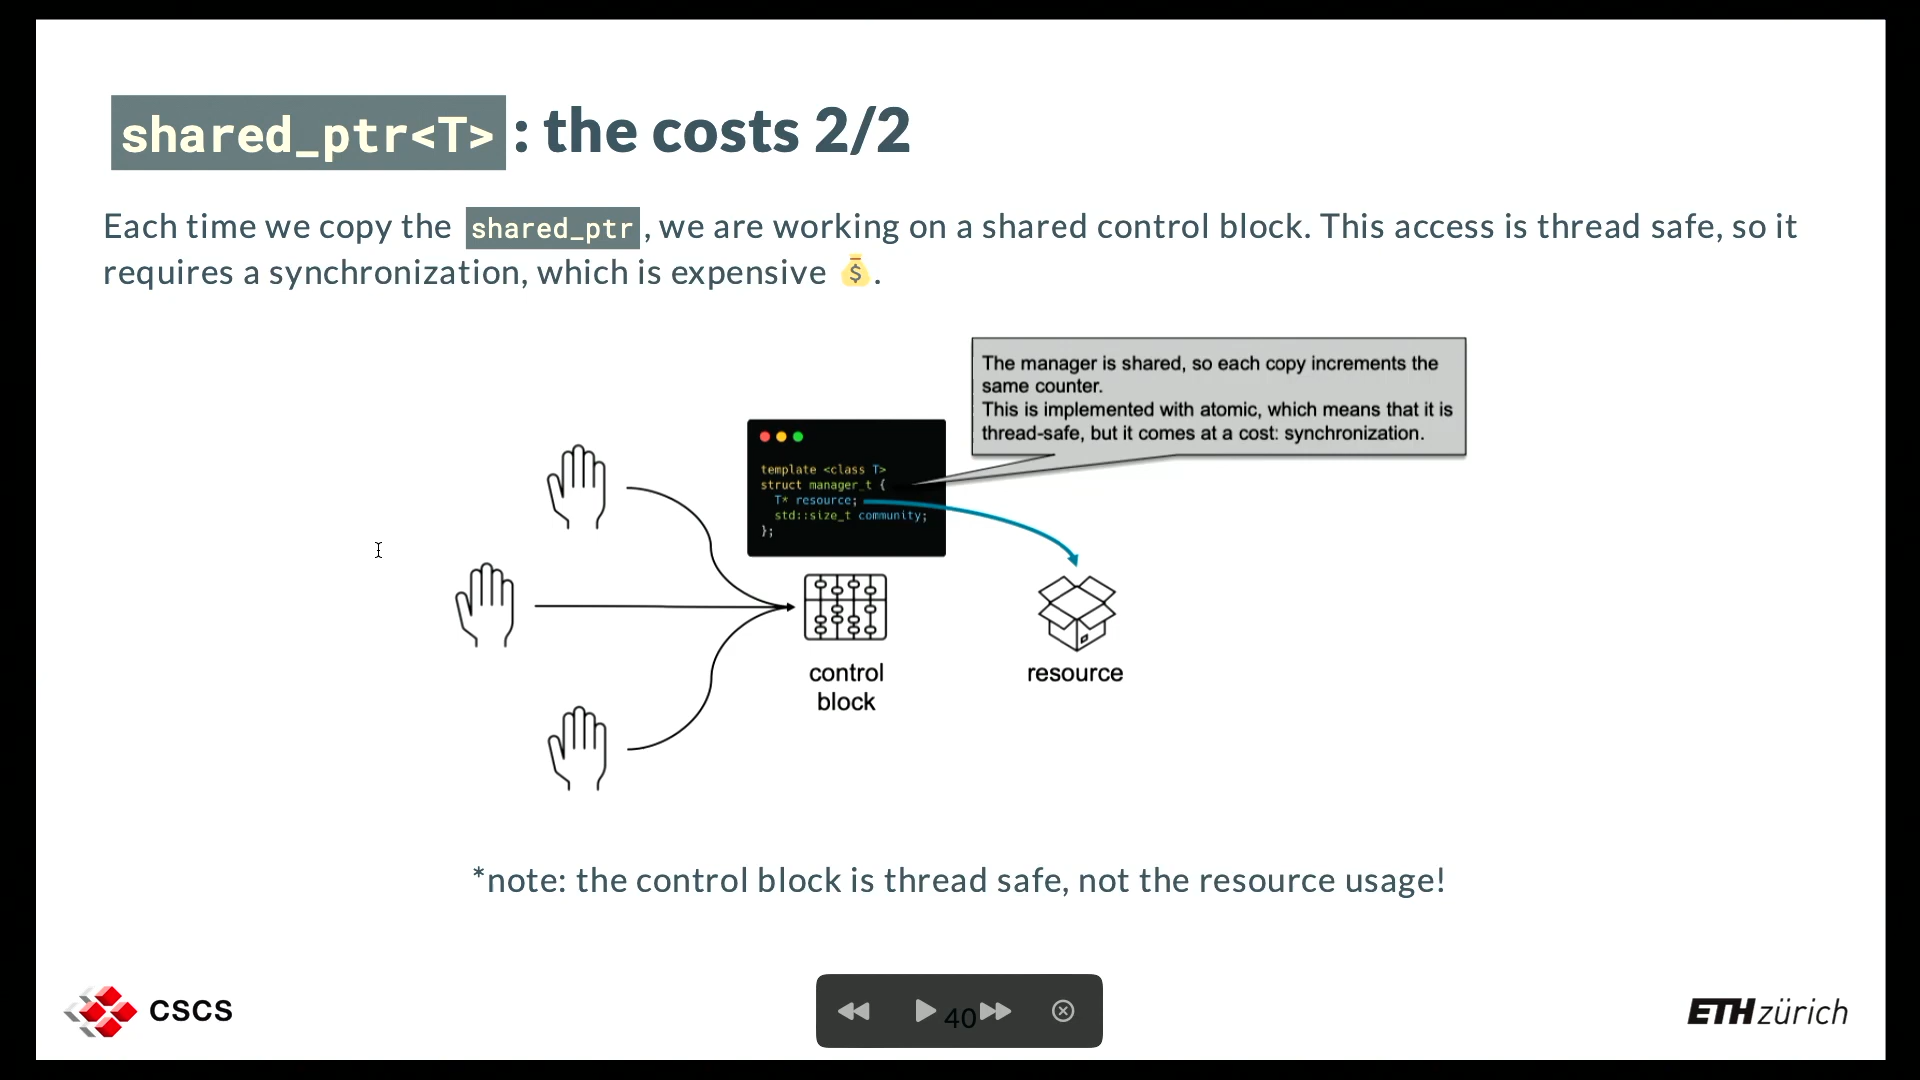 shared_ptr<T> : the costs 2/2
Each time we copy the shared_ptr, we are working on a shared control block. This access is thread safe, so it
requires a synchronization, which is expensive 💰.
The manager is shared, so each copy increments the
same counter.
This is implemented with atomic, which means that it is
thread-safe, but it comes at a cost: synchronization.
template <class T>
struct manager_t {
T* resource;
std::size_t community;
};
control
block
resource
*note: the control block is thread safe, not the resource usage!
CSCS
40
ETH zürich